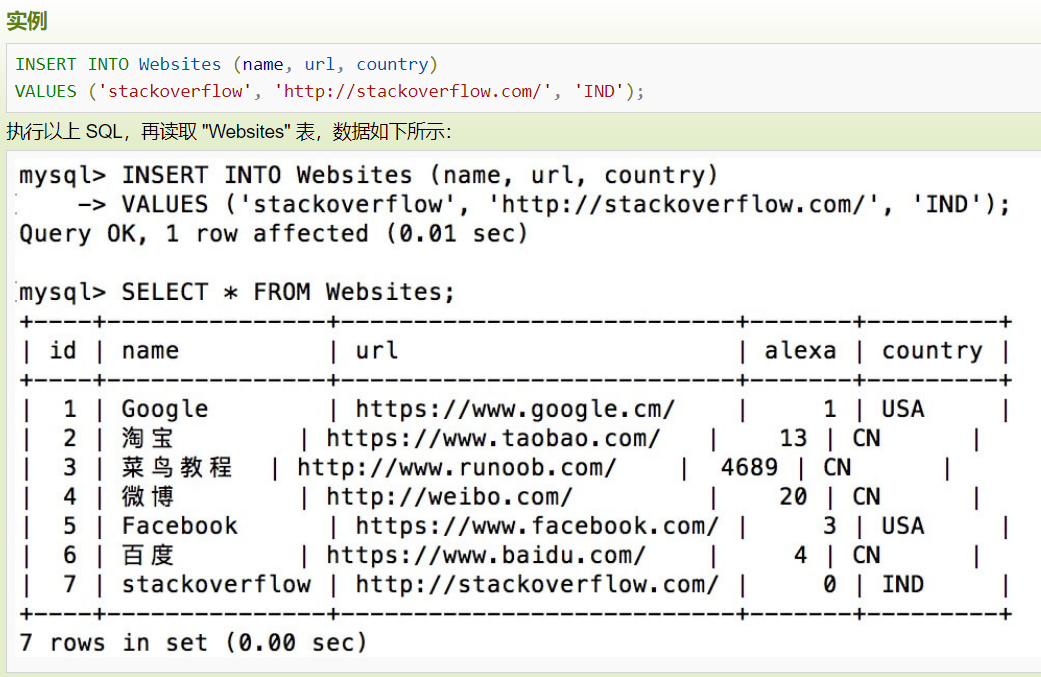 实例
INSERT INTO Websites (name, url, country)
VALUES ('stackoverflow', 'http://stackoverflow.com/', 'IND');
执行以上 SQL，再读取 "Websites" 表，数据如下所示：
mysql> INSERT INTO Websites (name, url, country)
    -> VALUES ('stackoverflow', 'http://stackoverflow.com/', 'IND');
Query OK, 1 row affected (0.01 sec)
mysql> SELECT * FROM Websites;
+----+---------------+---------------------------+-------+---------+
| id | name          | url                       | alexa | country |
+----+---------------+---------------------------+-------+---------+
|  1 | Google        | https://www.google.cm/    |     1 | USA     |
|  2 | 淘宝        | https://www.taobao.com/   |    13 | CN      |
|  3 | 菜鸟教程  | http://www.runoob.com/    |  4689 | CN      |
|  4 | 微博        | http://weibo.com/         |    20 | CN      |
|  5 | Facebook      | https://www.facebook.com/ |     3 | USA     |
|  6 | 百度        | https://www.baidu.com/    |     4 | CN      |
|  7 | stackoverflow | http://stackoverflow.com/ |     0 | IND     |
+----+---------------+---------------------------+-------+---------+
7 rows in set (0.00 sec)